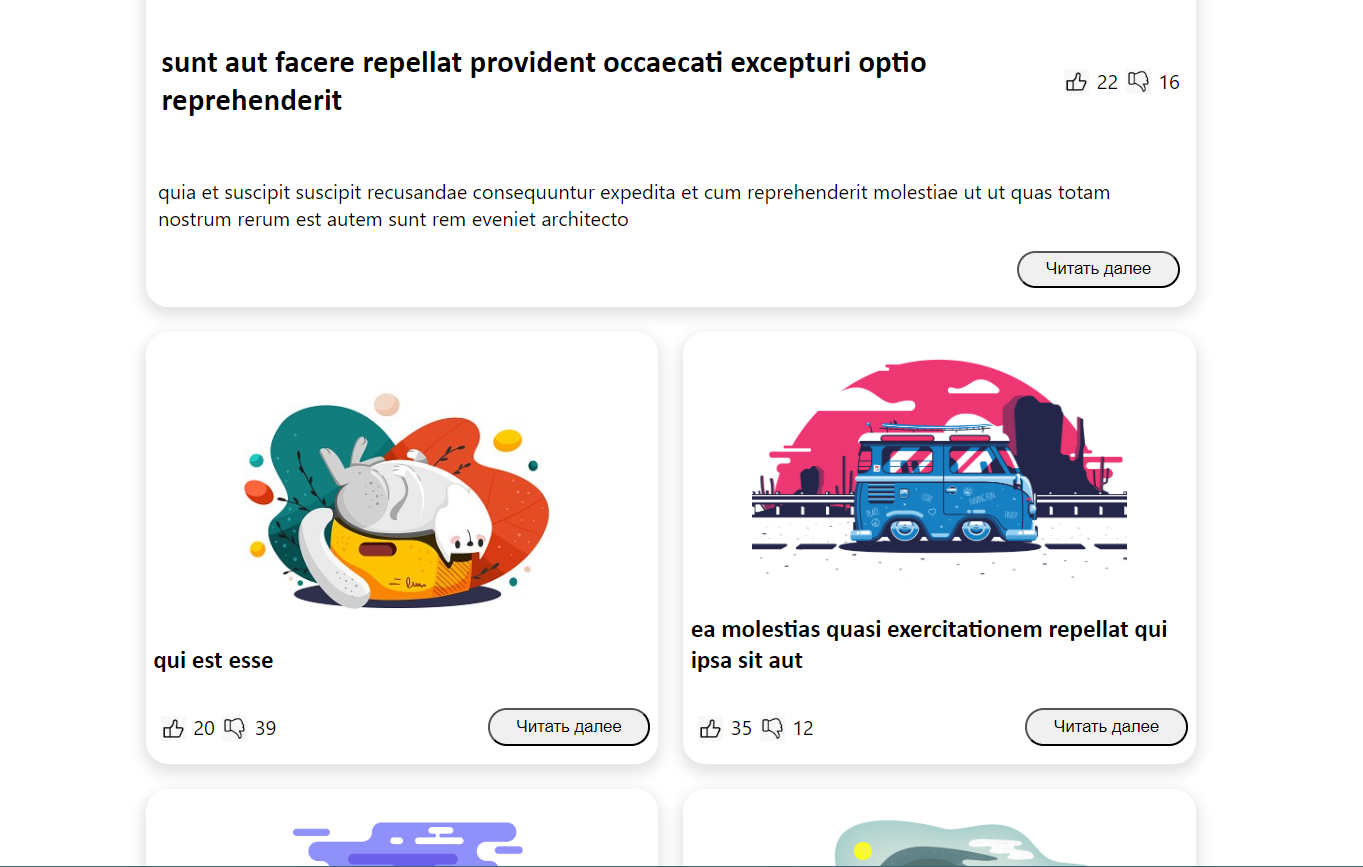 sunt aut facere repellat provident occaecati excepturi optio
reprehenderit
22 16
quia et suscipit suscipit recusandae consequuntur expedita et cum reprehenderit molestiae ut ut quas totam
nostrum rerum est autem sunt rem eveniet architecto
Читать далее
qui est esse
20 39
Читать далее
ea molestias quasi exercitationem repellat qui
ipsa sit aut
35 12
Читать далее